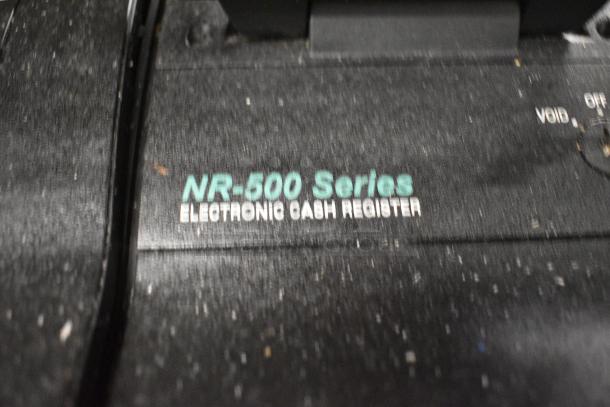 OFF
VOID
NR-500 Series
ELECTRONIC CASH REGISTER